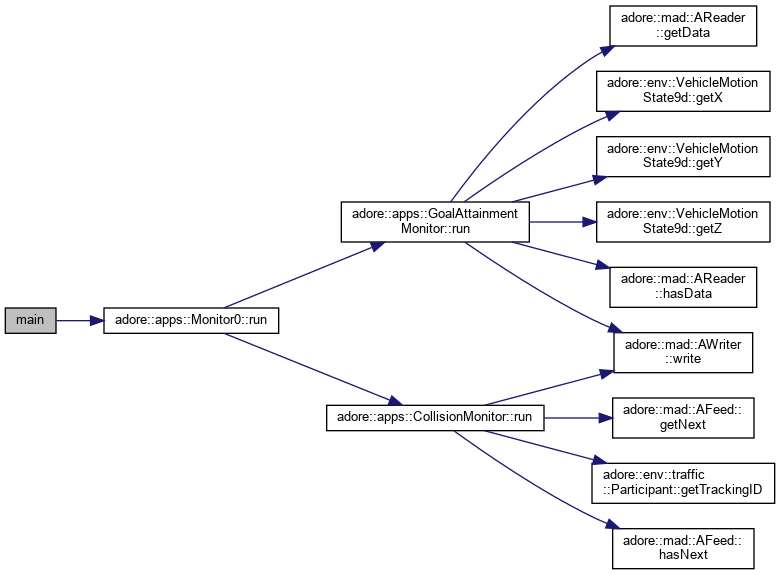 adore::mad::AReader
::getData
adore::env::VehicleMotion
State9d::getX
adore::env::VehicleMotion
State9d::getY
adore::apps::GoalAttainment
Monitor::run
adore::env::VehicleMotion
State9d::getZ
adore::mad::AReader
::hasData
main
adore::apps::Monitor0::run
adore::mad::AWriter
::write
adore::apps::CollisionMonitor::run
adore::mad::AFeed::
getNext
adore::env::traffic
::Participant::getTrackingID
adore::mad::AFeed::
hasNext